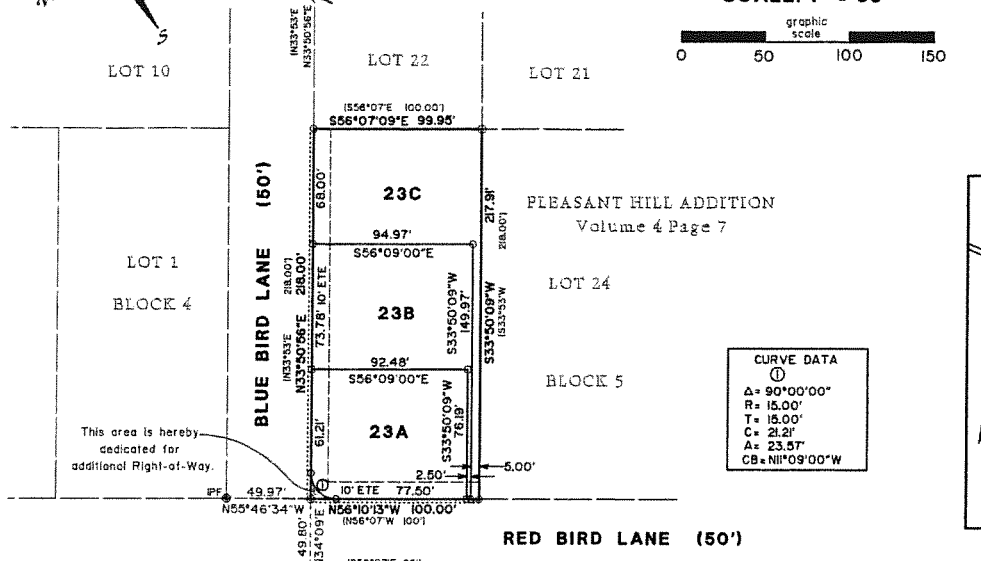 S
graphic
scale
0 50 100 150
(N33°53'E
N33°50'56"E
LOT 10
LOT 22
LOT 21
(S56°07'E 100.00')
S56°07'09"E 99.95'
BLUE BIRD LANE (50')
68.00'
23C
217.91'
218.00')
PLEASANT HILL ADDITION
Volume 4 Page 7
94.97'
S56°09'00"E
LOT 1
BLOCK 4
(N33°53'E 218.00')
N33°50'56"E 218.00'
73.78' 10' ETE
23B
S33°50'09"W
149.97'
S33°50'09"W
(S33°53'W
LOT 24
92.48'
S56°09'00"E
BLOCK 5
CURVE DATA
1
Δ= 90°00'00"
R= 15.00'
T= 15.00'
C= 21.21'
A= 23.57'
CB= N11°09'00"W
61.21'
23A
S33°50'09"W
76.19'
This area is hereby
dedicated for
additional Right-of-Way.
5.00'
2.50'
1
10' ETE 77.50'
IPF 49.97'
N55°46'34"W
N56°10'13"W 100.00'
(N56°07'W 100')
49.80'
N34°09'E
RED BIRD LANE (50')